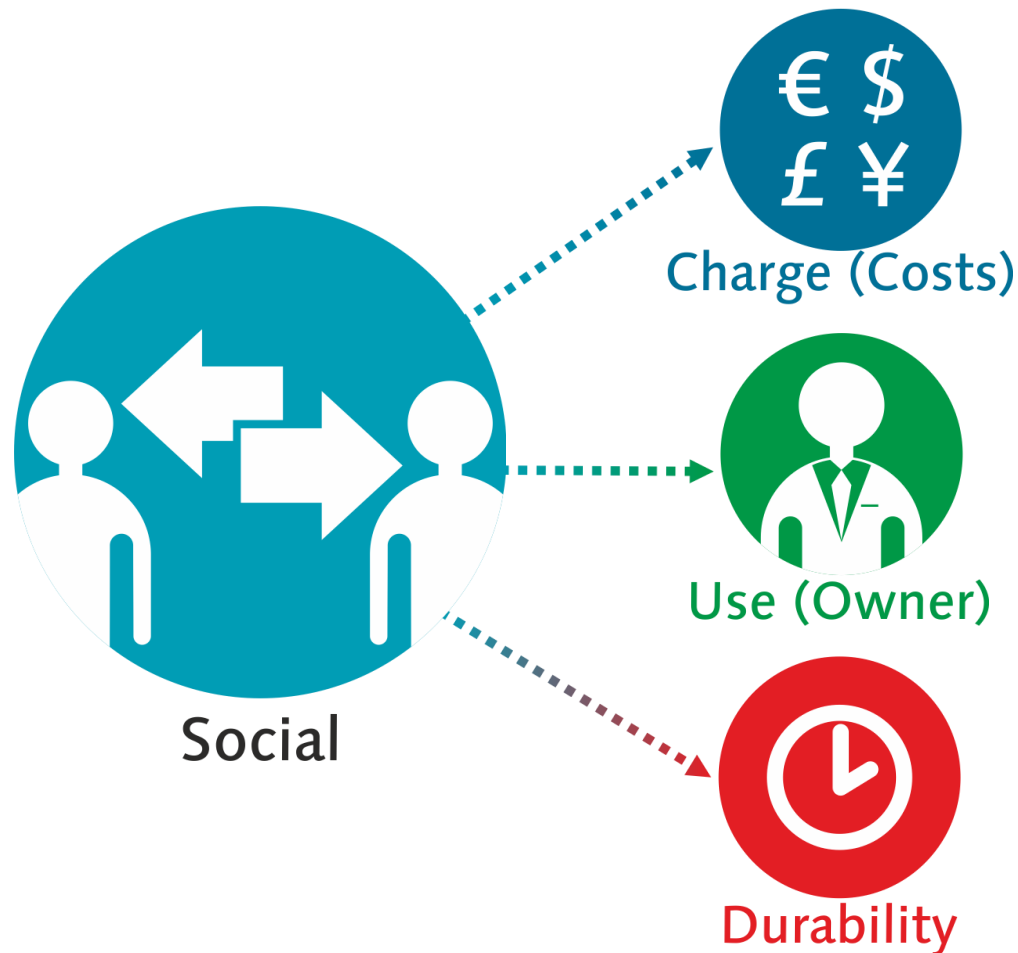 € $
£ ¥
Charge (Costs)
Use (Owner)
Social
Durability